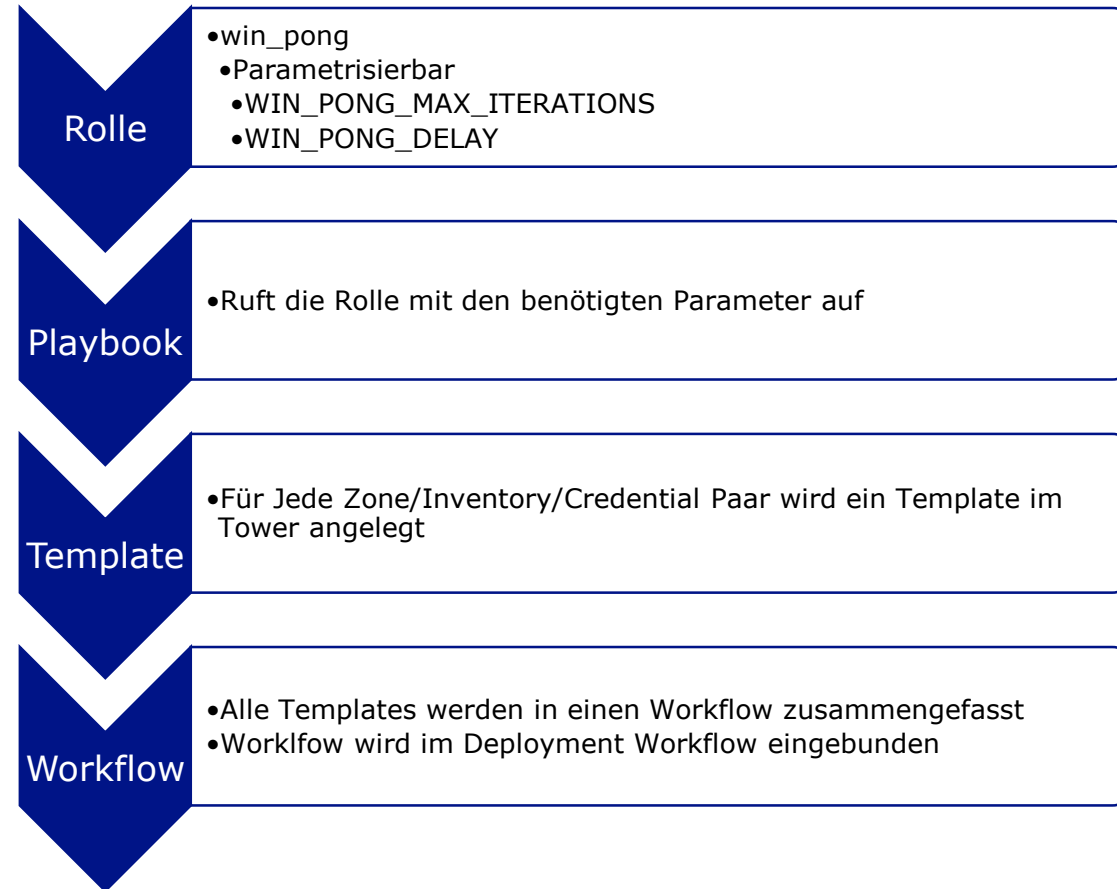 Rolle
•win_pong
•Parametrisierbar
•WIN_PONG_MAX_ITERATIONS
•WIN_PONG_DELAY
Playbook
•Ruft die Rolle mit den benötigten Parameter auf
Template
•Für Jede Zone/Inventory/Credential Paar wird ein Template im
Tower angelegt
Workflow
•Alle Templates werden in einen Workflow zusammengefasst
•Worklfow wird im Deployment Workflow eingebunden